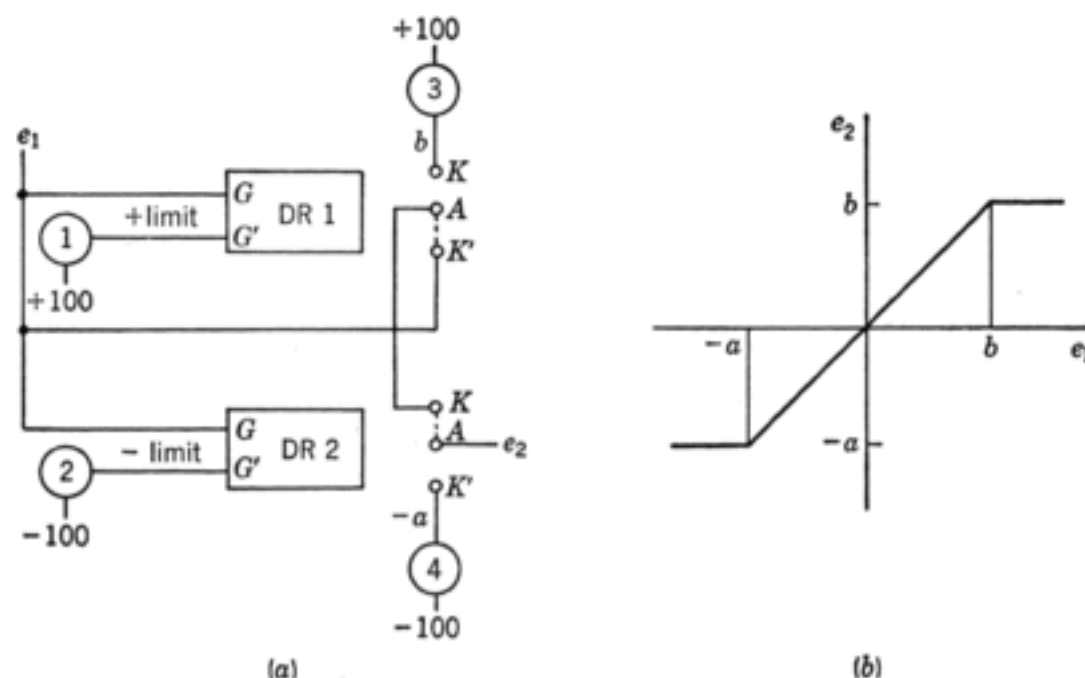 +100
3
b
K
e₁
G
+limit
DR 1
A
1
G'
K'
+100
K
G
A
e₂
− limit
DR 2
2
G'
K'
−100
−a
4
−100
(a)
e₂
b
−a
b
e₁
−a
(b)